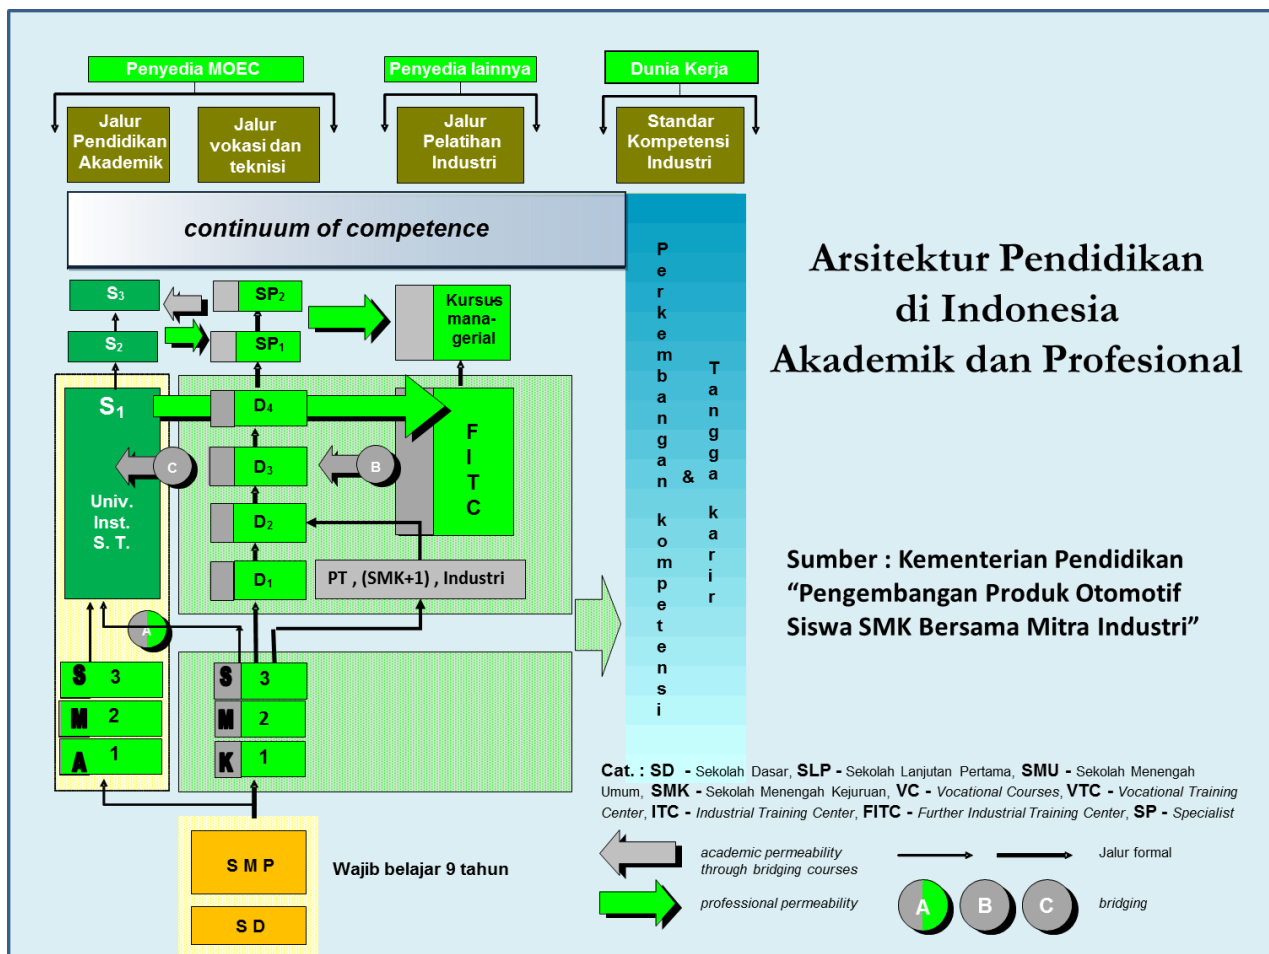 Penyedia MOEC
Penyedia lainnya
Dunia Kerja
Jalur
Pendidikan
Akademik
Jalur
vokasi dan
teknisi
Jalur
Pelatihan
Industri
Standar
Kompetensi
Industri
continuum of competence
Arsitektur Pendidikan
di Indonesia
Akademik dan Profesional
S3
SP2
Kursus
mana-
gerial
S2
SP1
S1
D4
F
I
T
C
C
D3
B
Univ.
Inst.
S. T.
D2
D1
PT , (SMK+1) , Industri
Perkembangan kompetensi
&
Tangga karir
Sumber : Kementerian Pendidikan
“Pengembangan Produk Otomotif
Siswa SMK Bersama Mitra Industri”
A
S 3
M 2
A 1
S 3
M 2
K 1
S M P
Wajib belajar 9 tahun
S D
Cat. : SD - Sekolah Dasar, SLP - Sekolah Lanjutan Pertama, SMU - Sekolah Menengah
Umum, SMK - Sekolah Menengah Kejuruan, VC - Vocational Courses, VTC - Vocational Training
Center, ITC - Industrial Training Center, FITC - Further Industrial Training Center, SP - Specialist
academic permeability
through bridging courses
Jalur formal
professional permeability
A B C bridging